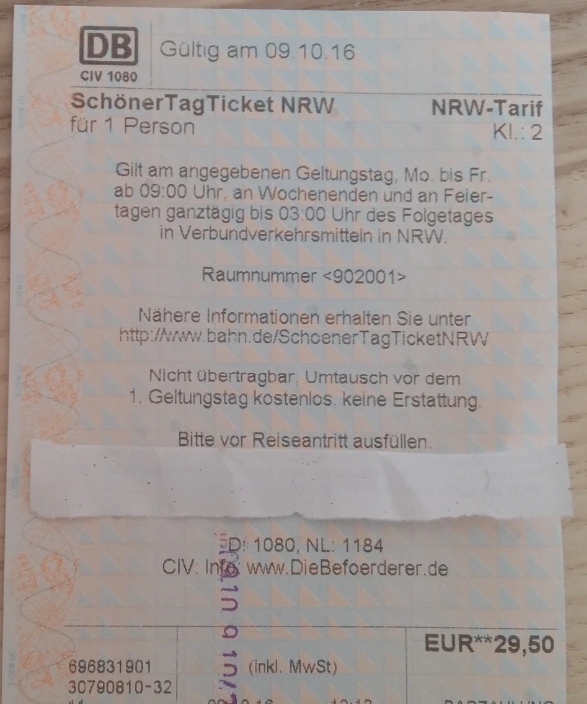 DB
Gültig am 09.10.16
CIV 1080
SchönerTagTicket NRW
NRW-Tarif
für 1 Person
Kl.: 2
Gilt am angegebenen Geltungstag, Mo. bis Fr.
ab 09:00 Uhr, an Wochenenden und an Feier-
tagen ganztägig bis 03:00 Uhr des Folgetages
in Verbundverkehrsmitteln in NRW.
Raumnummer <902001>
Nähere Informationen erhalten Sie unter
http://www.bahn.de/SchoenerTagTicketNRW
Nicht übertragbar, Umtausch vor dem
1. Geltungstag kostenlos, keine Erstattung.
Bitte vor Reiseantritt ausfüllen.
D: 1080, NL: 1184
CIV: Info www.DieBefoerderer.de
EUR**29,50
696831901
(inkl. MwSt)
30790810-32